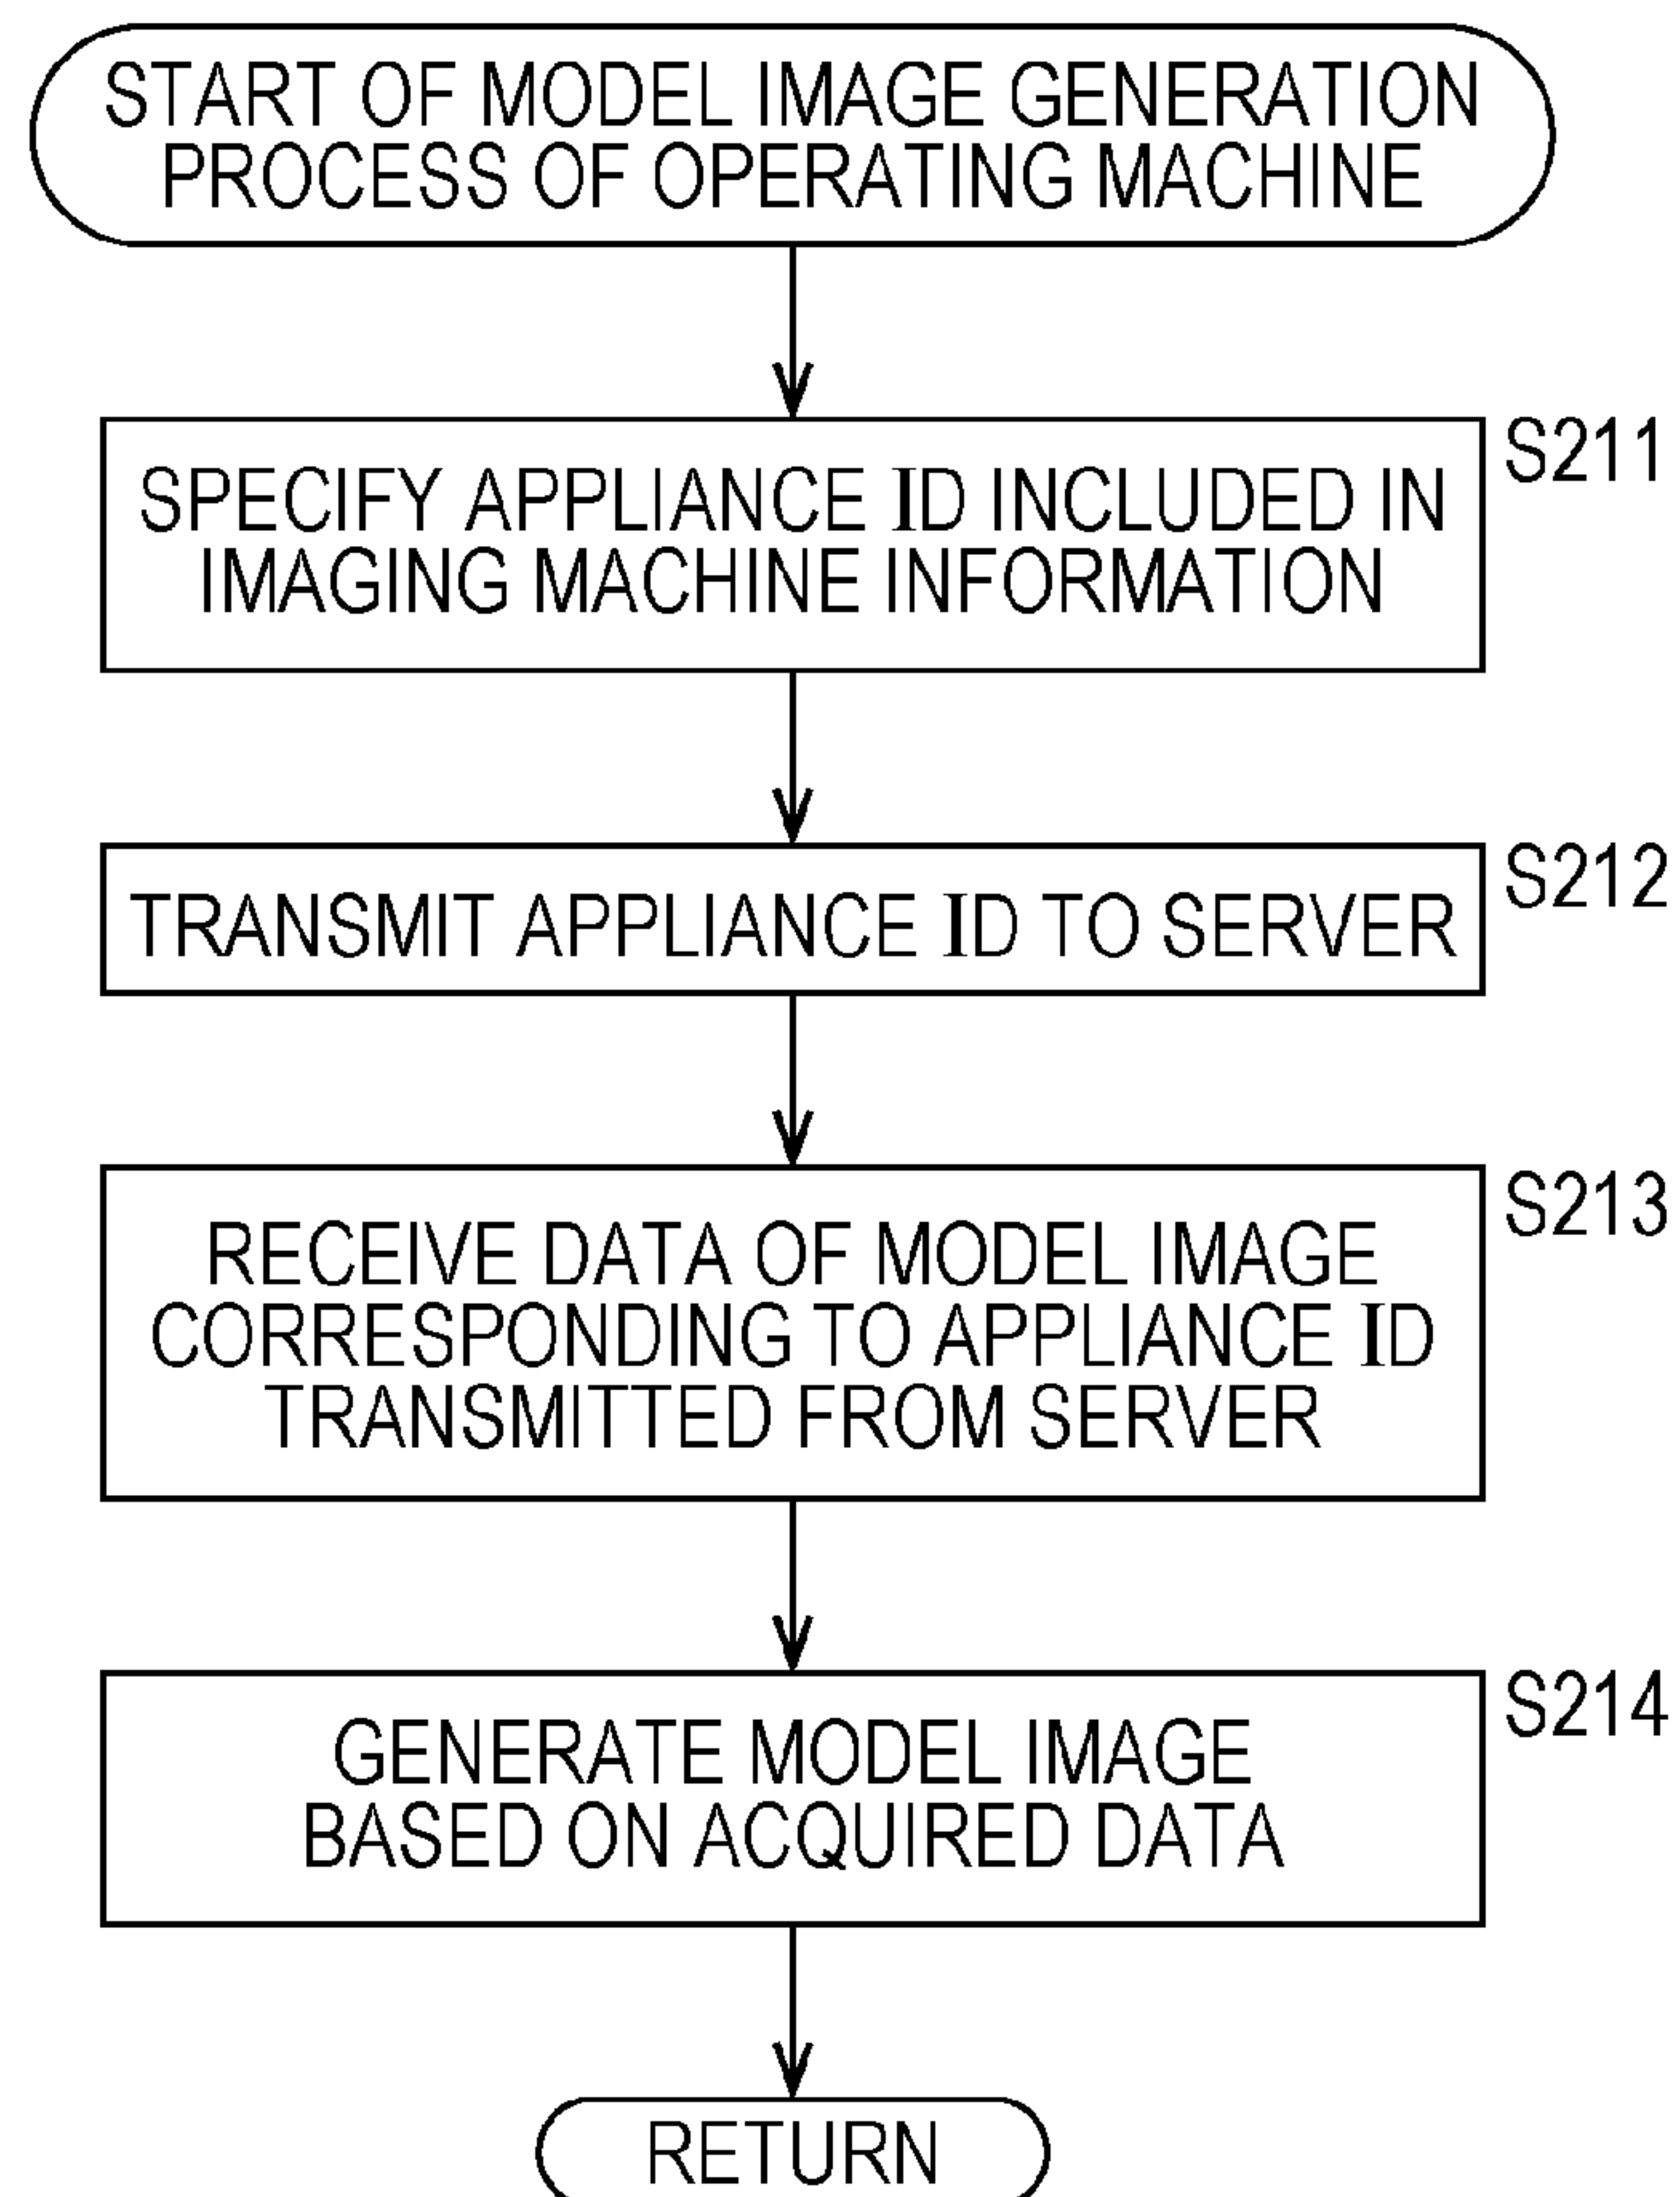 START OF MODEL IMAGE GENERATION
PROCESS OF OPERATING MACHINE
S211
SPECIFY APPLIANCE ID INCLUDED IN
IMAGING MACHINE INFORMATION
S212
TRANSMIT APPLIANCE ID TO SERVER
S213
RECEIVE DATA OF MODEL IMAGE
CORRESPONDING TO APPLIANCE ID
TRANSMITTED FROM SERVER
S214
GENERATE MODEL IMAGE
BASED ON ACQUIRED DATA
RETURN